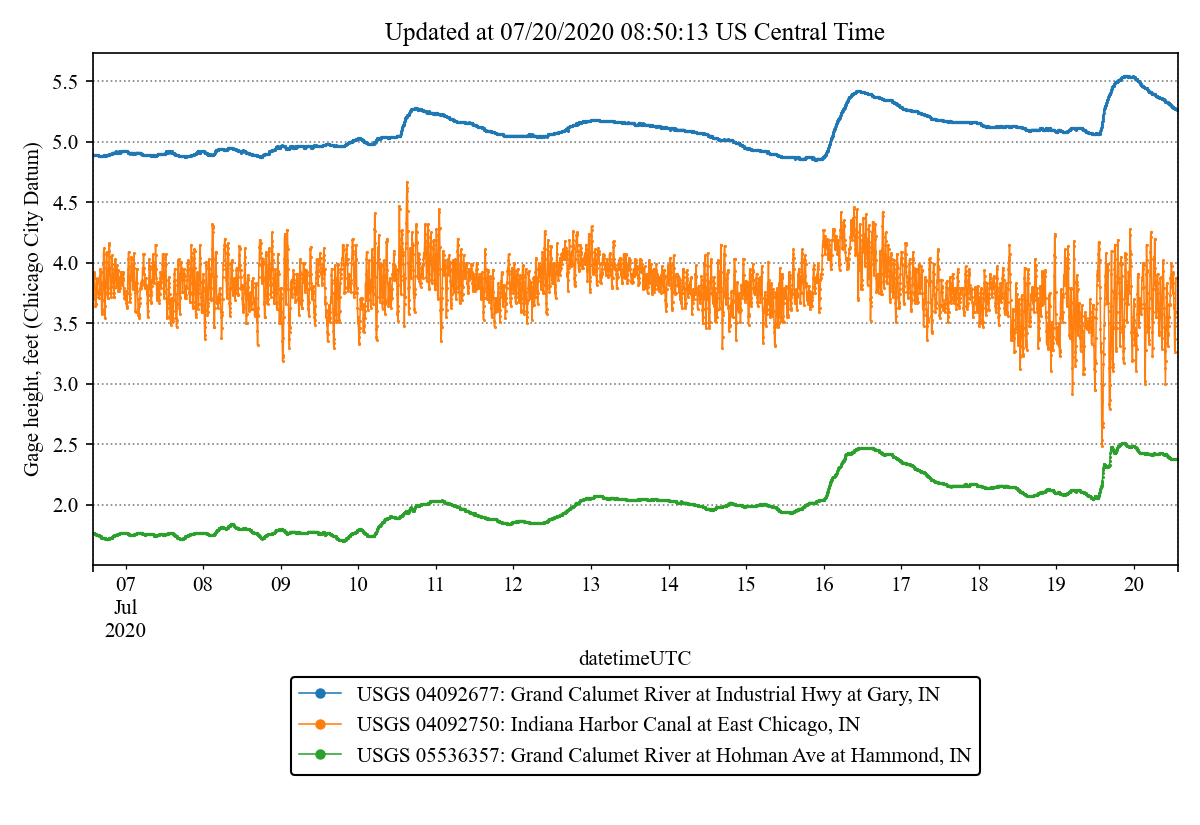 Updated at 07/20/2020 08:50:13 US Central Time
Gage height, feet (Chicago City Datum)
5.5
5.0
4.5
4.0
3.5
3.0
2.5
2.0
07 08 09 10 11 12 13 14 15 16 17 18 19 20
Jul
2020
datetimeUTC
USGS 04092677: Grand Calumet River at Industrial Hwy at Gary, IN
USGS 04092750: Indiana Harbor Canal at East Chicago, IN
USGS 05536357: Grand Calumet River at Hohman Ave at Hammond, IN